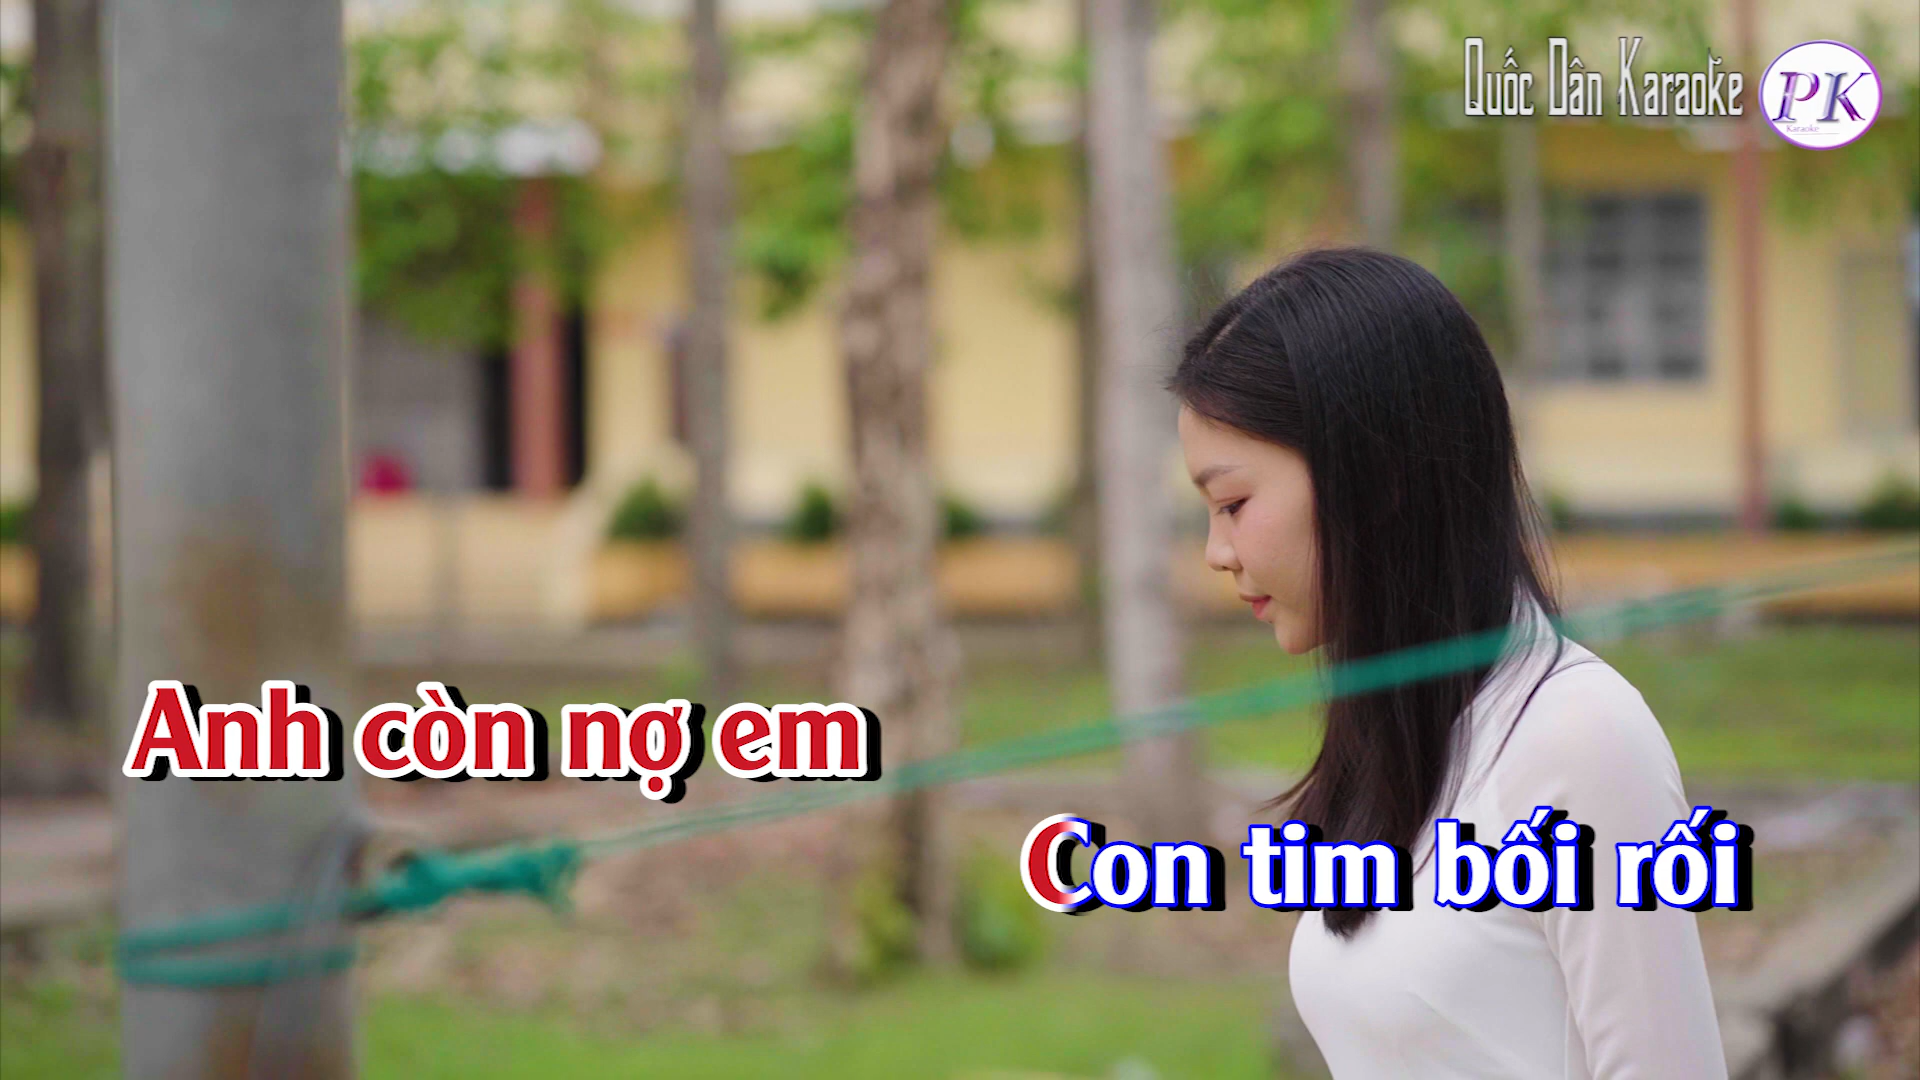 Quốc Dân Karaoke
PK
Karaoke
Anh còn nợ em
Con tim bối rối